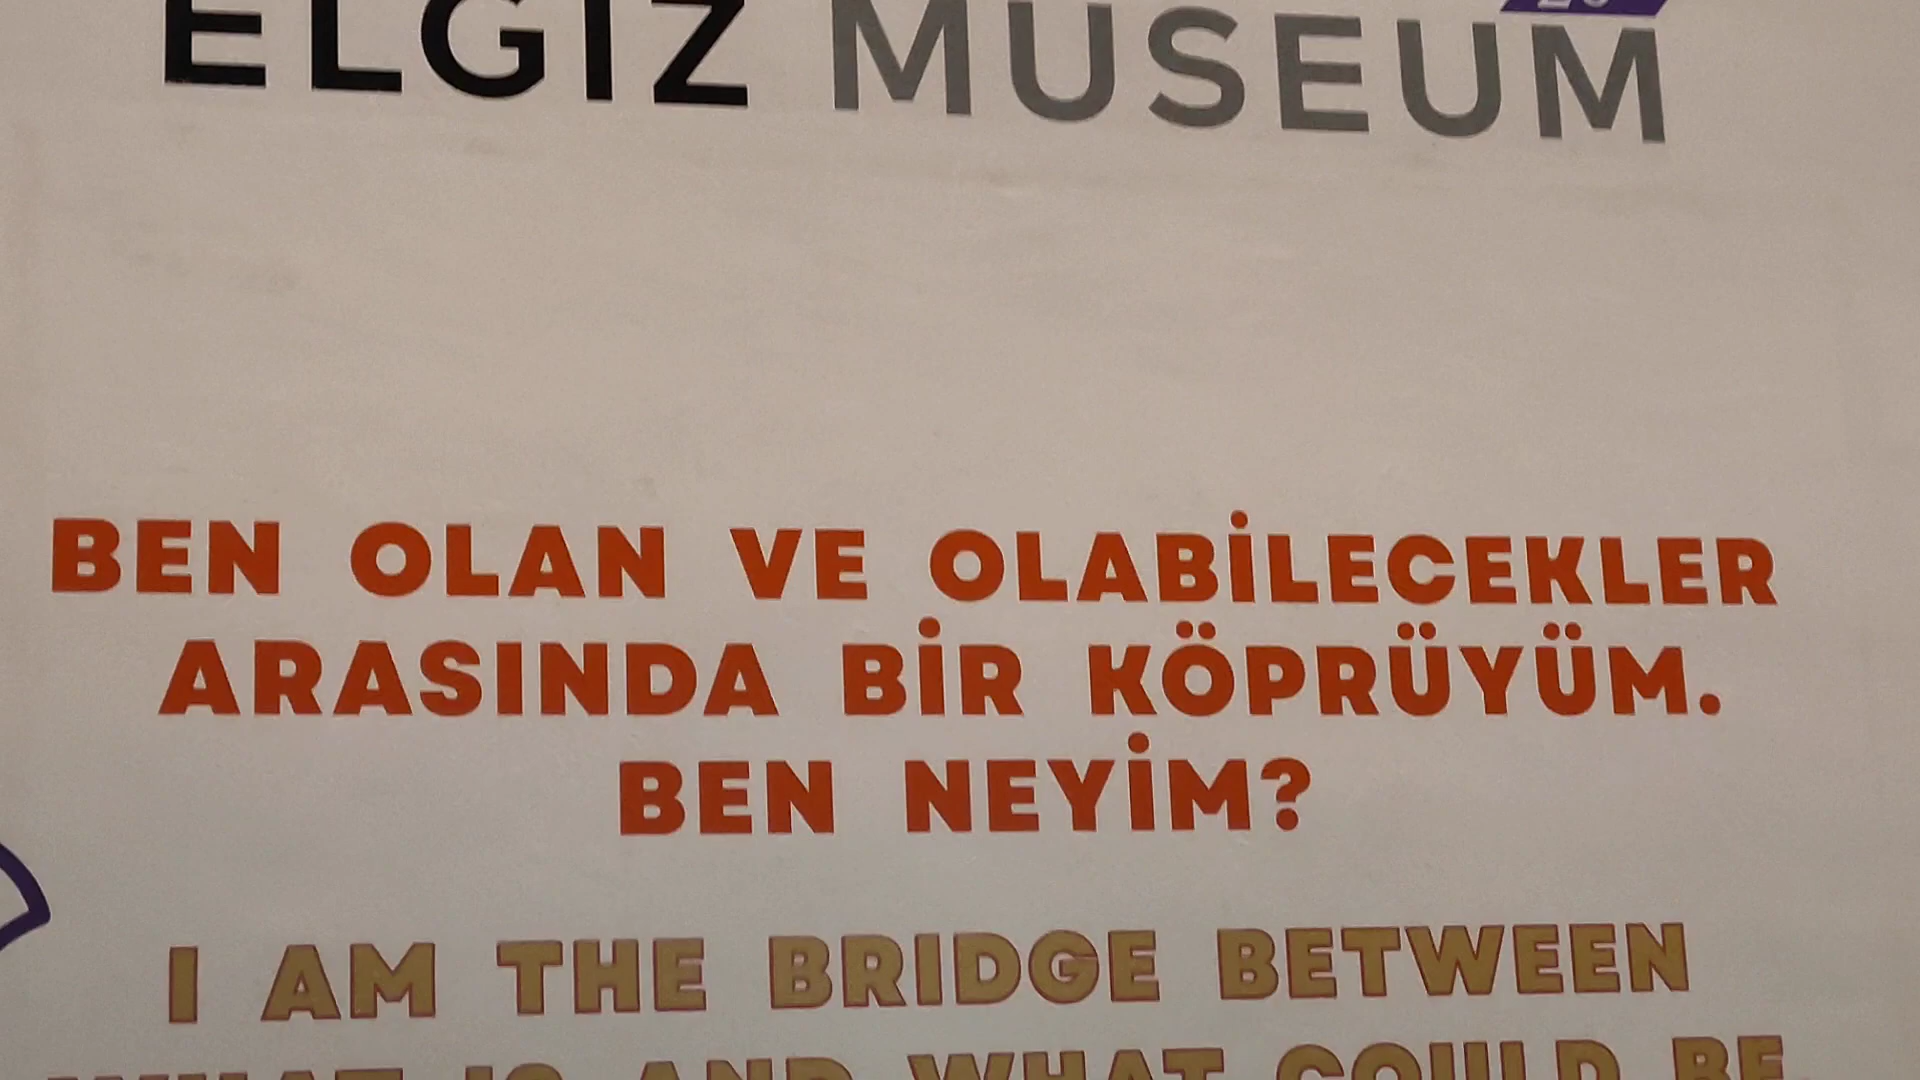 ELGIZ MUSEUM
BEN OLAN VE OLABİLECEKLER
ARASINDA BİR KÖPRÜYÜM.
BEN NEYİM?
I AM THE BRIDGE BETWEEN
WHAT IS AND WHAT COULD BE.